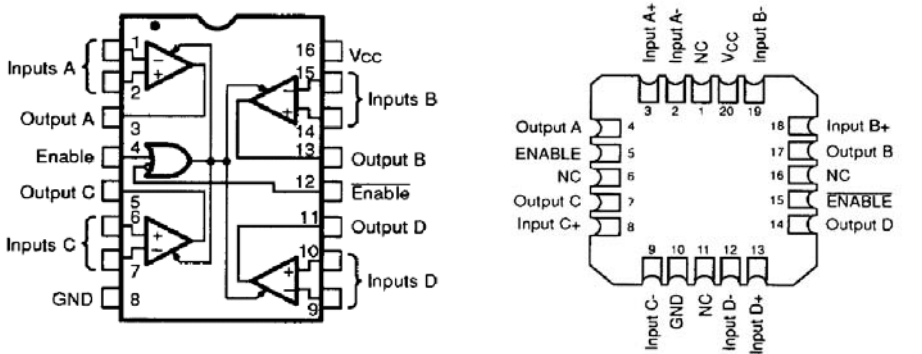 1
16
VCC
Inputs A
−
+
2
15
−
+
Inputs B
14
Output A
3
Enable
4
13
Output B
12
Enable
Output C
5
11
Output D
6
Inputs C
+
−
7
10
+
−
Inputs D
9
GND
8
Input A+
Input A-
NC
VCC
Input B-
3
2
1
20
19
Output A
4
18
Input B+
ENABLE
5
17
Output B
NC
6
16
NC
Output C
7
15
ENABLE
Input C+
8
14
Output D
9
10
11
12
13
Input C-
GND
NC
Input D-
Input D+